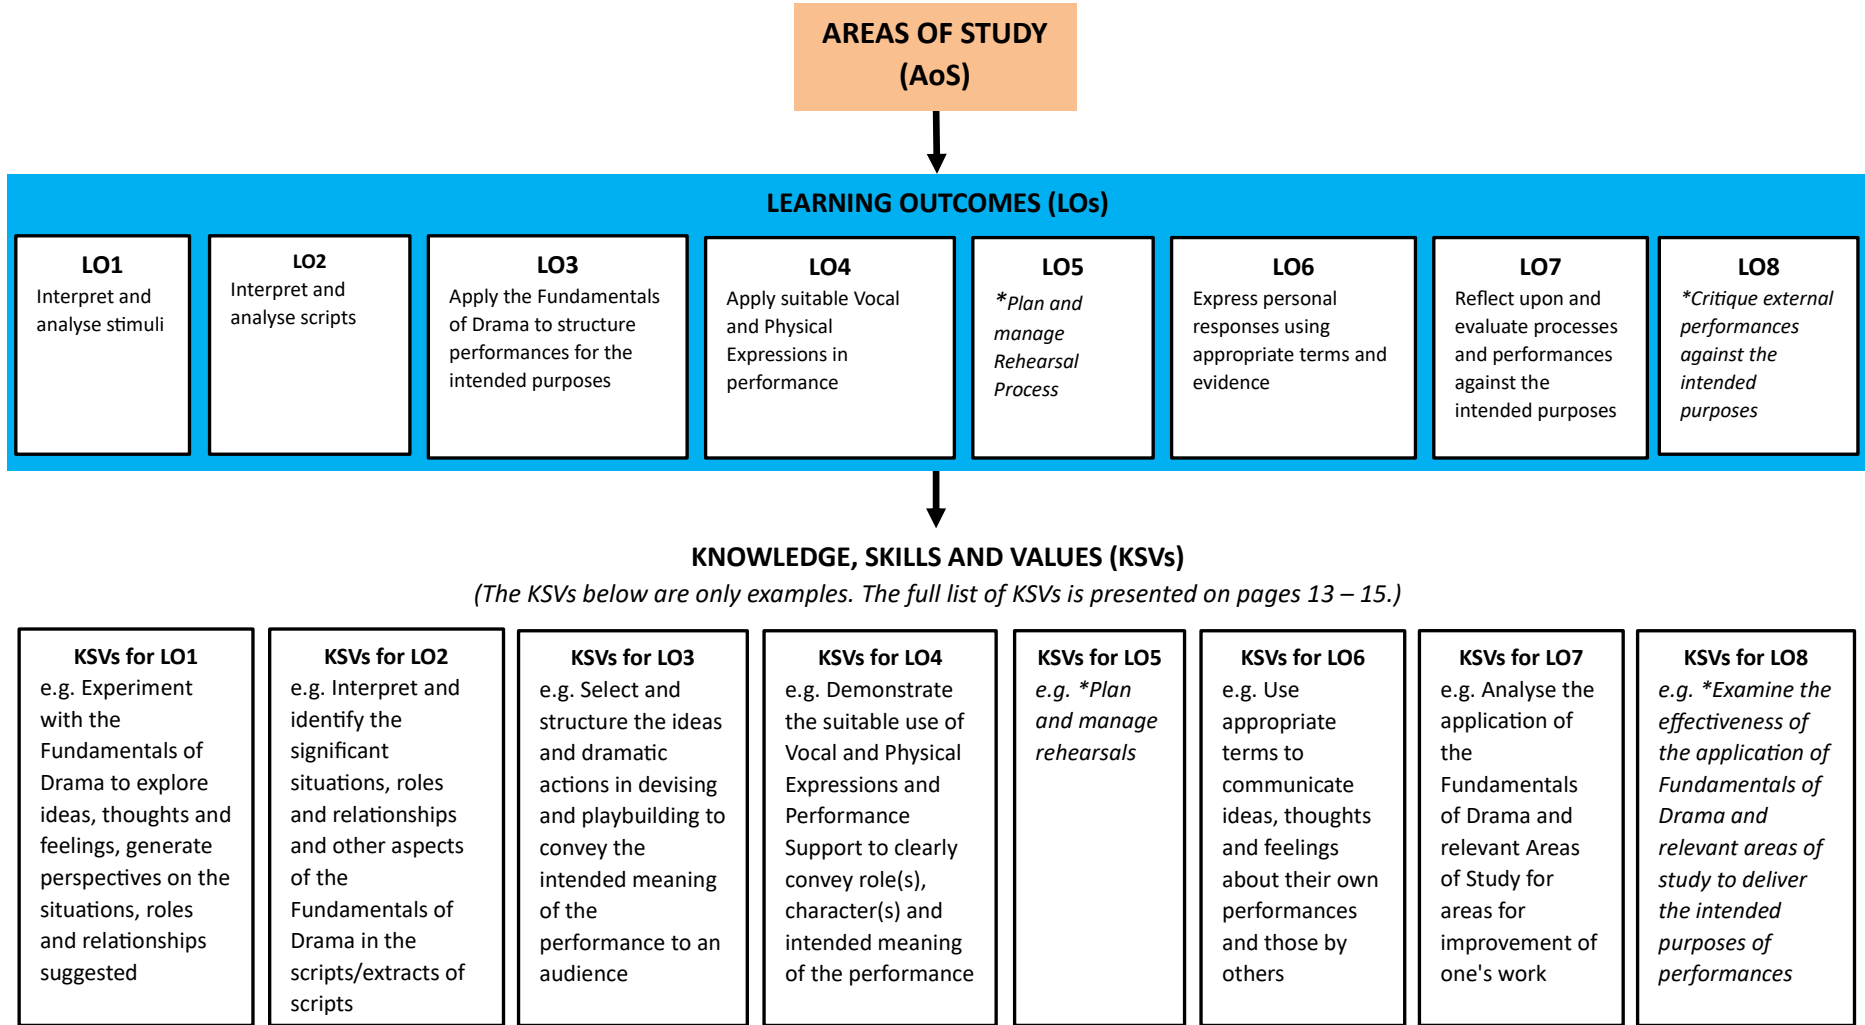 AREAS OF STUDY
(AoS)
LEARNING OUTCOMES (LOs)
LO1
Interpret and
analyse stimuli
LO2
Interpret and
analyse scripts
LO3
Apply the Fundamentals
of Drama to structure
performances for the
intended purposes
LO4
Apply suitable Vocal
and Physical
Expressions in
performance
LO5
*Plan and
manage
Rehearsal
Process
LO6
Express personal
responses using
appropriate terms and
evidence
LO7
Reflect upon and
evaluate processes
and performances
against the
intended purposes
LO8
*Critique external
performances
against the
intended
purposes
KNOWLEDGE, SKILLS AND VALUES (KSVs)
(The KSVs below are only examples. The full list of KSVs is presented on pages 13 – 15.)
KSVs for LO1
e.g. Experiment
with the
Fundamentals of
Drama to explore
ideas, thoughts and
feelings, generate
perspectives on the
situations, roles
and relationships
suggested
KSVs for LO2
e.g. Interpret and
identify the
significant
situations, roles
and relationships
and other aspects
of the
Fundamentals of
Drama in the
scripts/extracts of
scripts
KSVs for LO3
e.g. Select and
structure the ideas
and dramatic
actions in devising
and playbuilding to
convey the
intended meaning
of the
performance to an
audience
KSVs for LO4
e.g. Demonstrate
the suitable use of
Vocal and Physical
Expressions and
Performance
Support to clearly
convey role(s),
character(s) and
intended meaning
of the performance
KSVs for LO5
e.g. *Plan
and manage
rehearsals
KSVs for LO6
e.g. Use
appropriate
terms to
communicate
ideas, thoughts
and feelings
about their own
performances
and those by
others
KSVs for LO7
e.g. Analyse the
application of
the
Fundamentals
of Drama and
relevant Areas
of Study for
areas for
improvement of
one's work
KSVs for LO8
e.g. *Examine the
effectiveness of
the application of
Fundamentals of
Drama and
relevant areas of
study to deliver
the intended
purposes of
performances